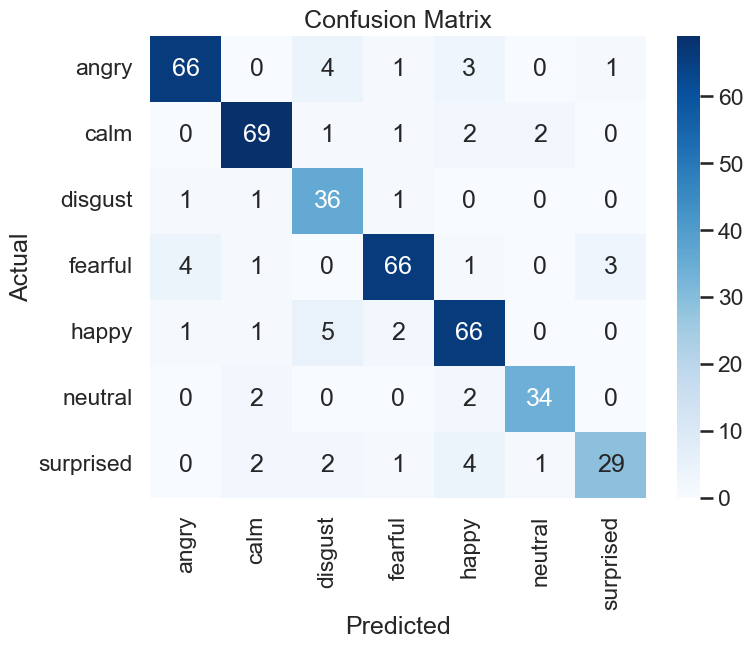 Confusion Matrix
angry 66 0 4 1 3 0 1
calm 0 69 1 1 2 2 0
disgust 1 1 36 1 0 0 0
fearful 4 1 0 66 1 0 3
happy 1 1 5 2 66 0 0
neutral 0 2 0 0 2 34 0
surprised 0 2 2 1 4 1 29
Actual
angry calm disgust fearful happy neutral surprised
Predicted
60
50
40
30
20
10
0